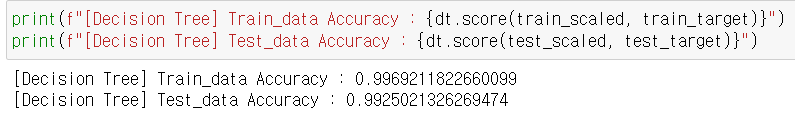 print(f"[Decision Tree] Train_data Accuracy : {dt.score(train_scaled, train_target)}")
print(f"[Decision Tree] Test_data Accuracy : {dt.score(test_scaled, test_target)}")
[Decision Tree] Train_data Accuracy : 0.9969211822660099
[Decision Tree] Test_data Accuracy : 0.9925021326269474